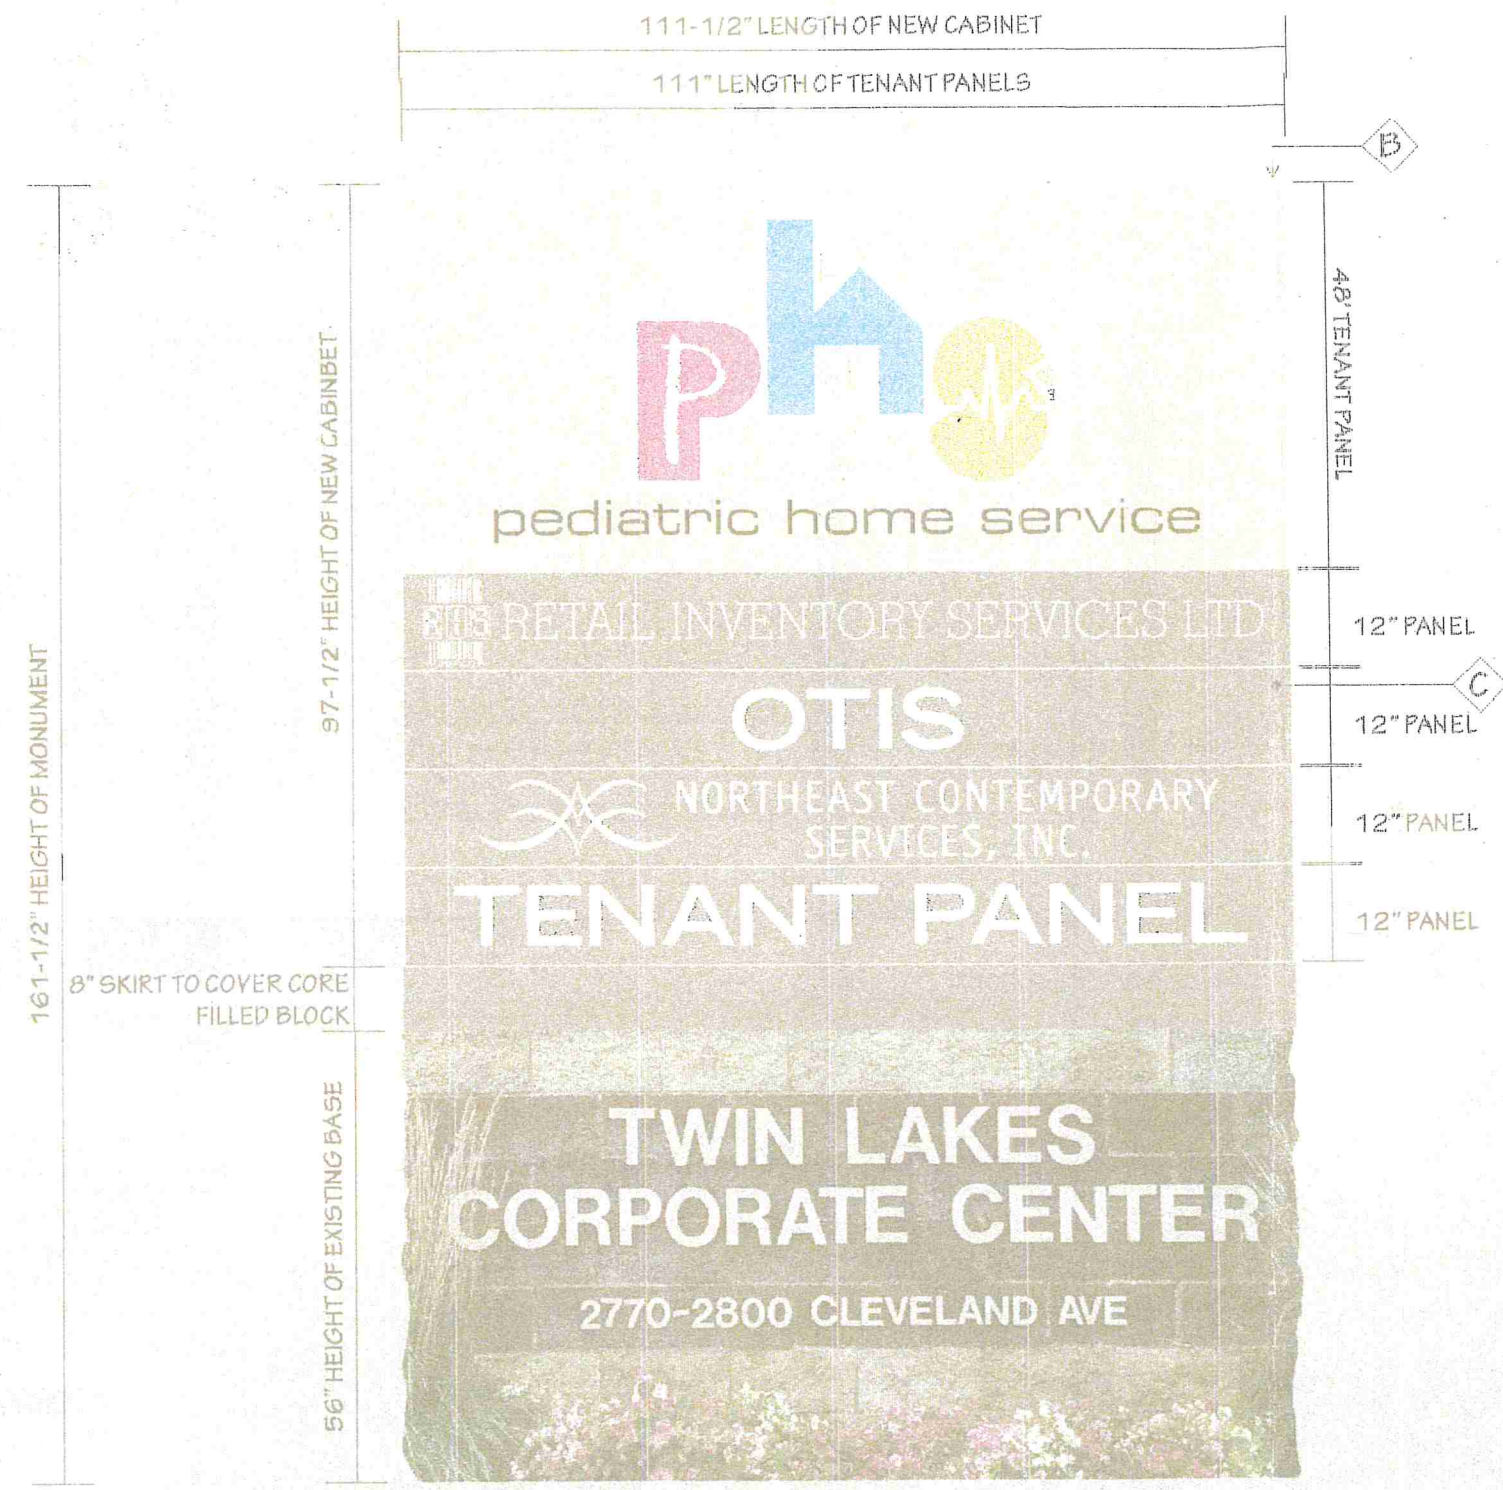 111-1/2" LENGTH OF NEW CABINET
111" LENGTH OF TENANT PANELS
B
161-1/2" HEIGHT OF MONUMENT
97-1/2" HEIGHT OF NEW CABINBET
48' TENANT PANEL
ph
P
pediatric home service
RETAIL INVENTORY SERVICES LTD
12" PANEL
C
OTIS
12" PANEL
NORTHEAST CONTEMPORARY
SERVICES, INC.
12" PANEL
TENANT PANEL
12" PANEL
8" SKIRT TO COVER CORE
FILLED BLOCK
56" HEIGHT OF EXISTING BASE
TWIN LAKES
CORPORATE CENTER
2770-2800 CLEVELAND AVE